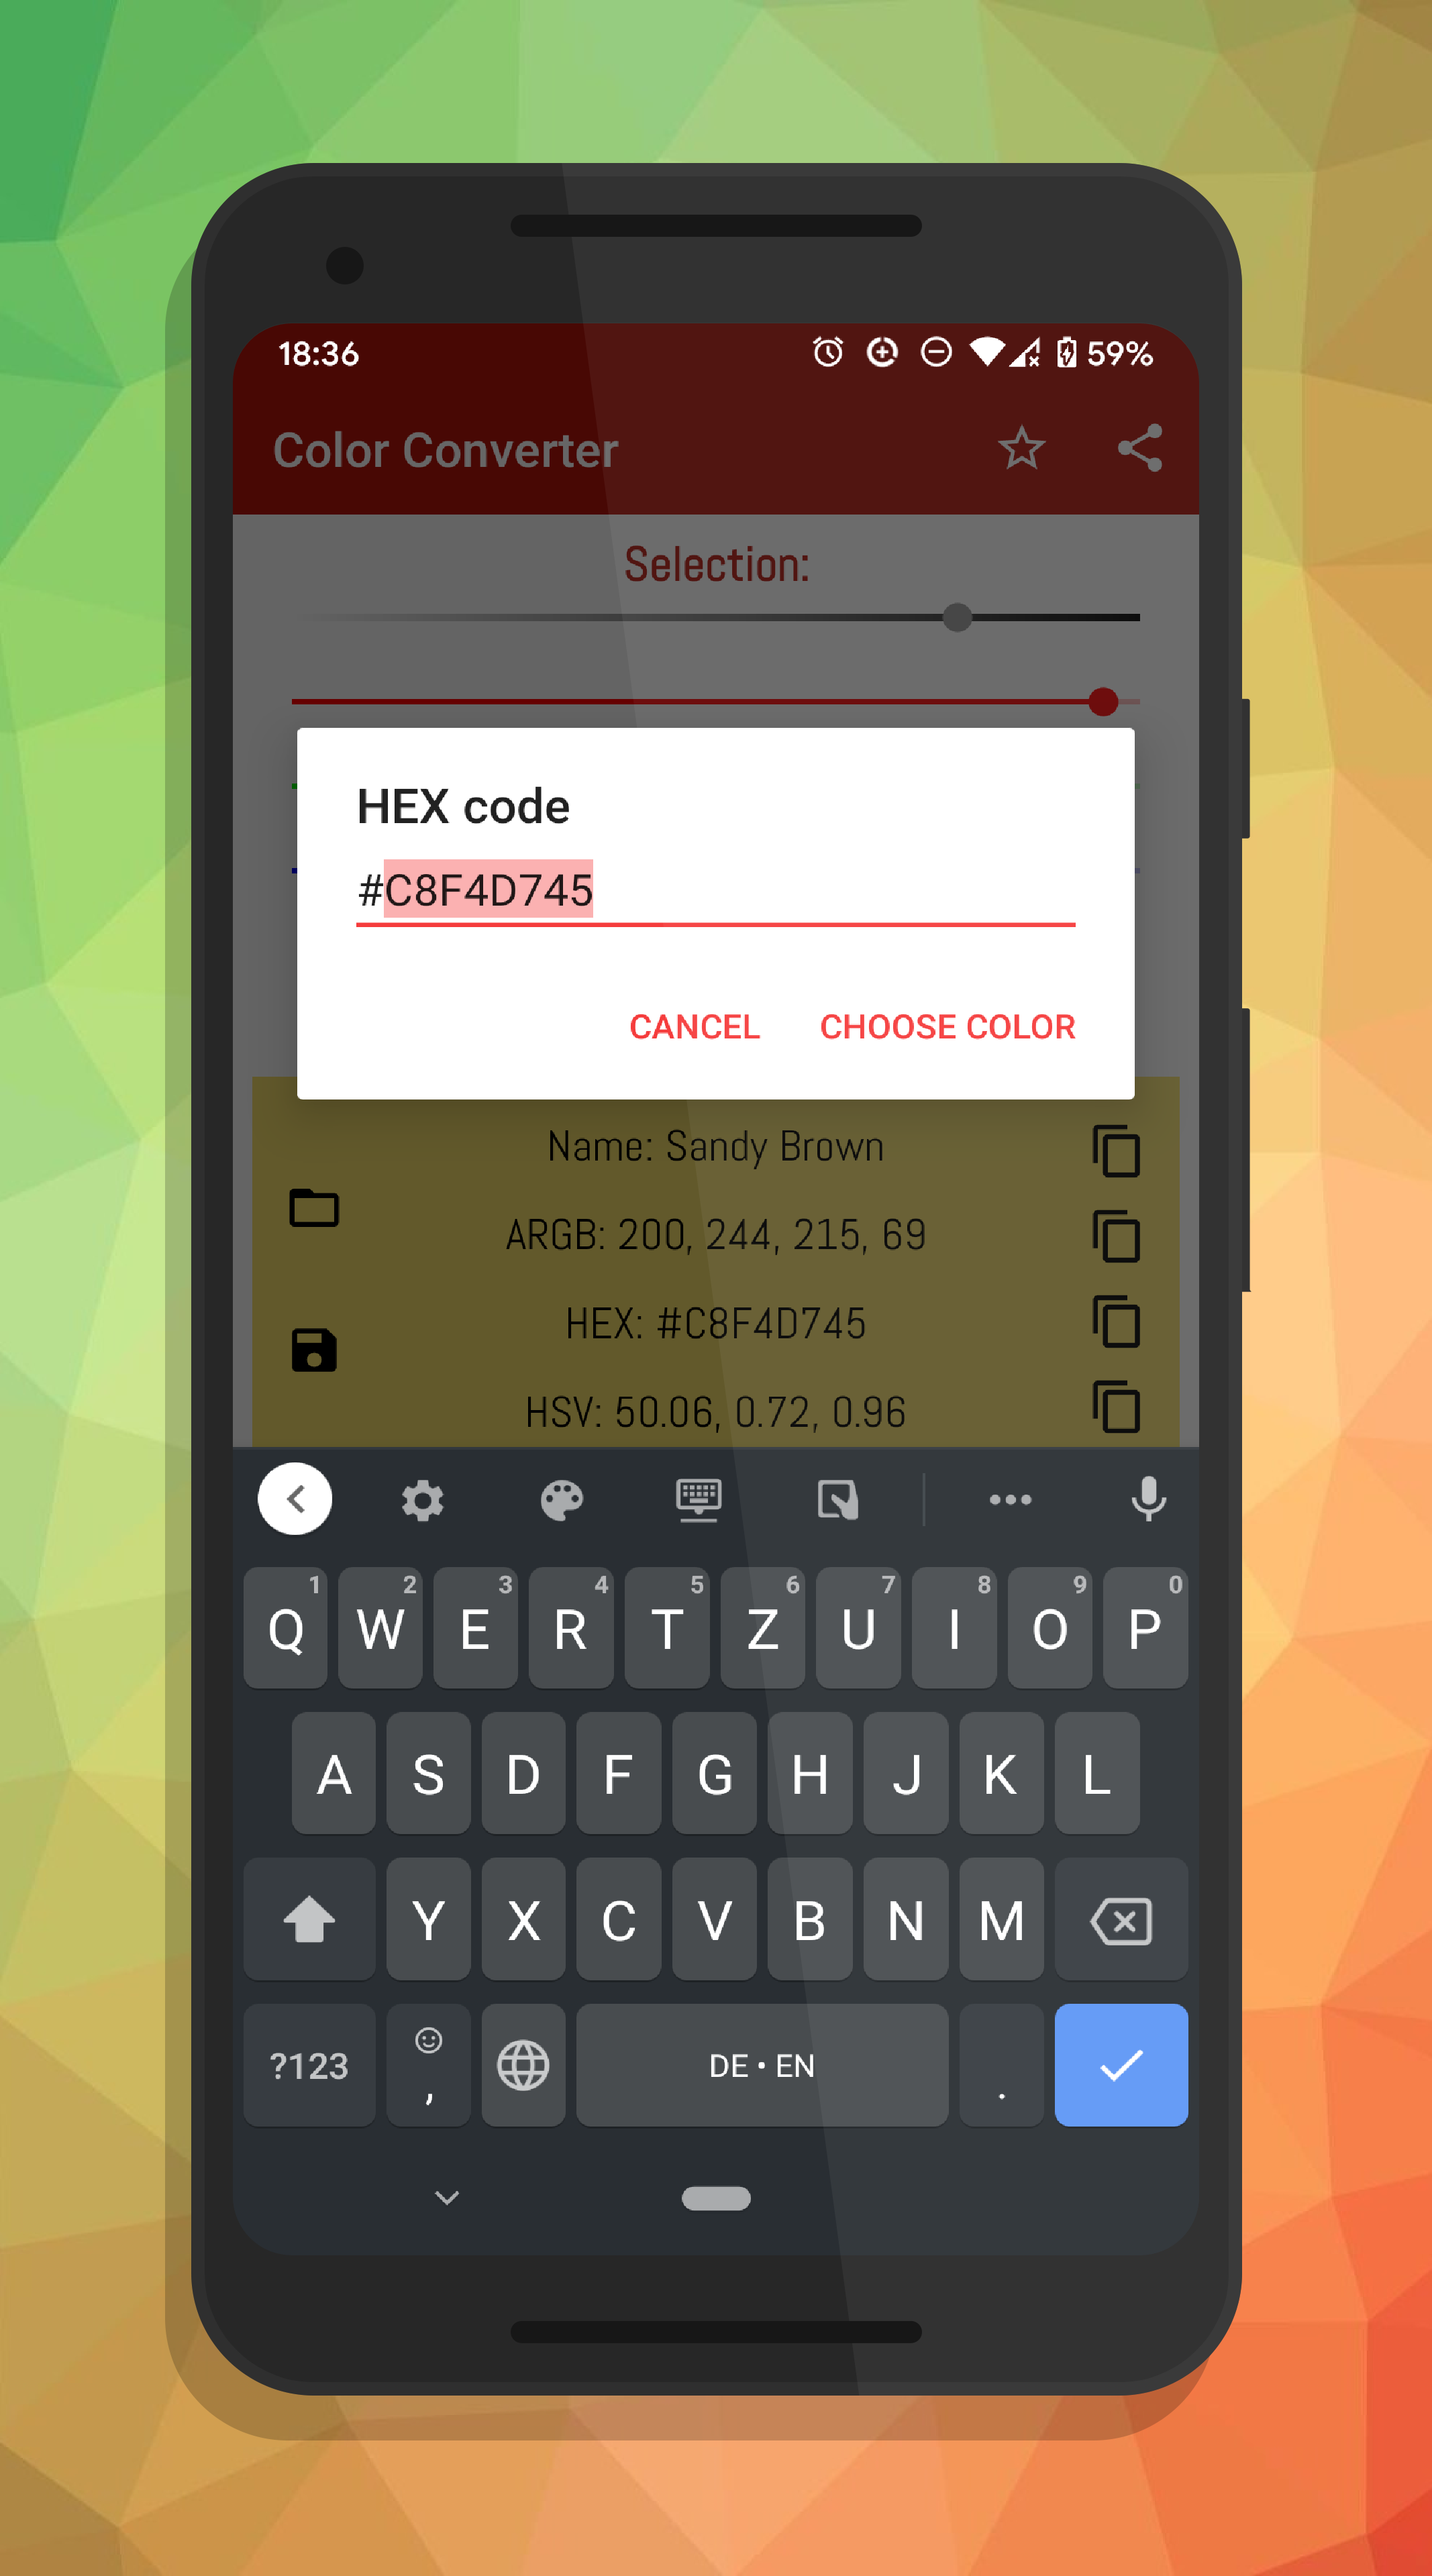 18:36
59%
Color Converter
Selection:
HEX code
#C8F4D745
CANCEL
CHOOSE COLOR
Name: Sandy Brown
ARGB: 200, 244, 215, 69
HEX: #C8F4D745
HSV: 50.06, 0.72, 0.96
1 2 3 4 5 6 7 8 9 0
Q W E R T Z U I O P
A S D F G H J K L
Y X C V B N M
?123 , DE • EN .